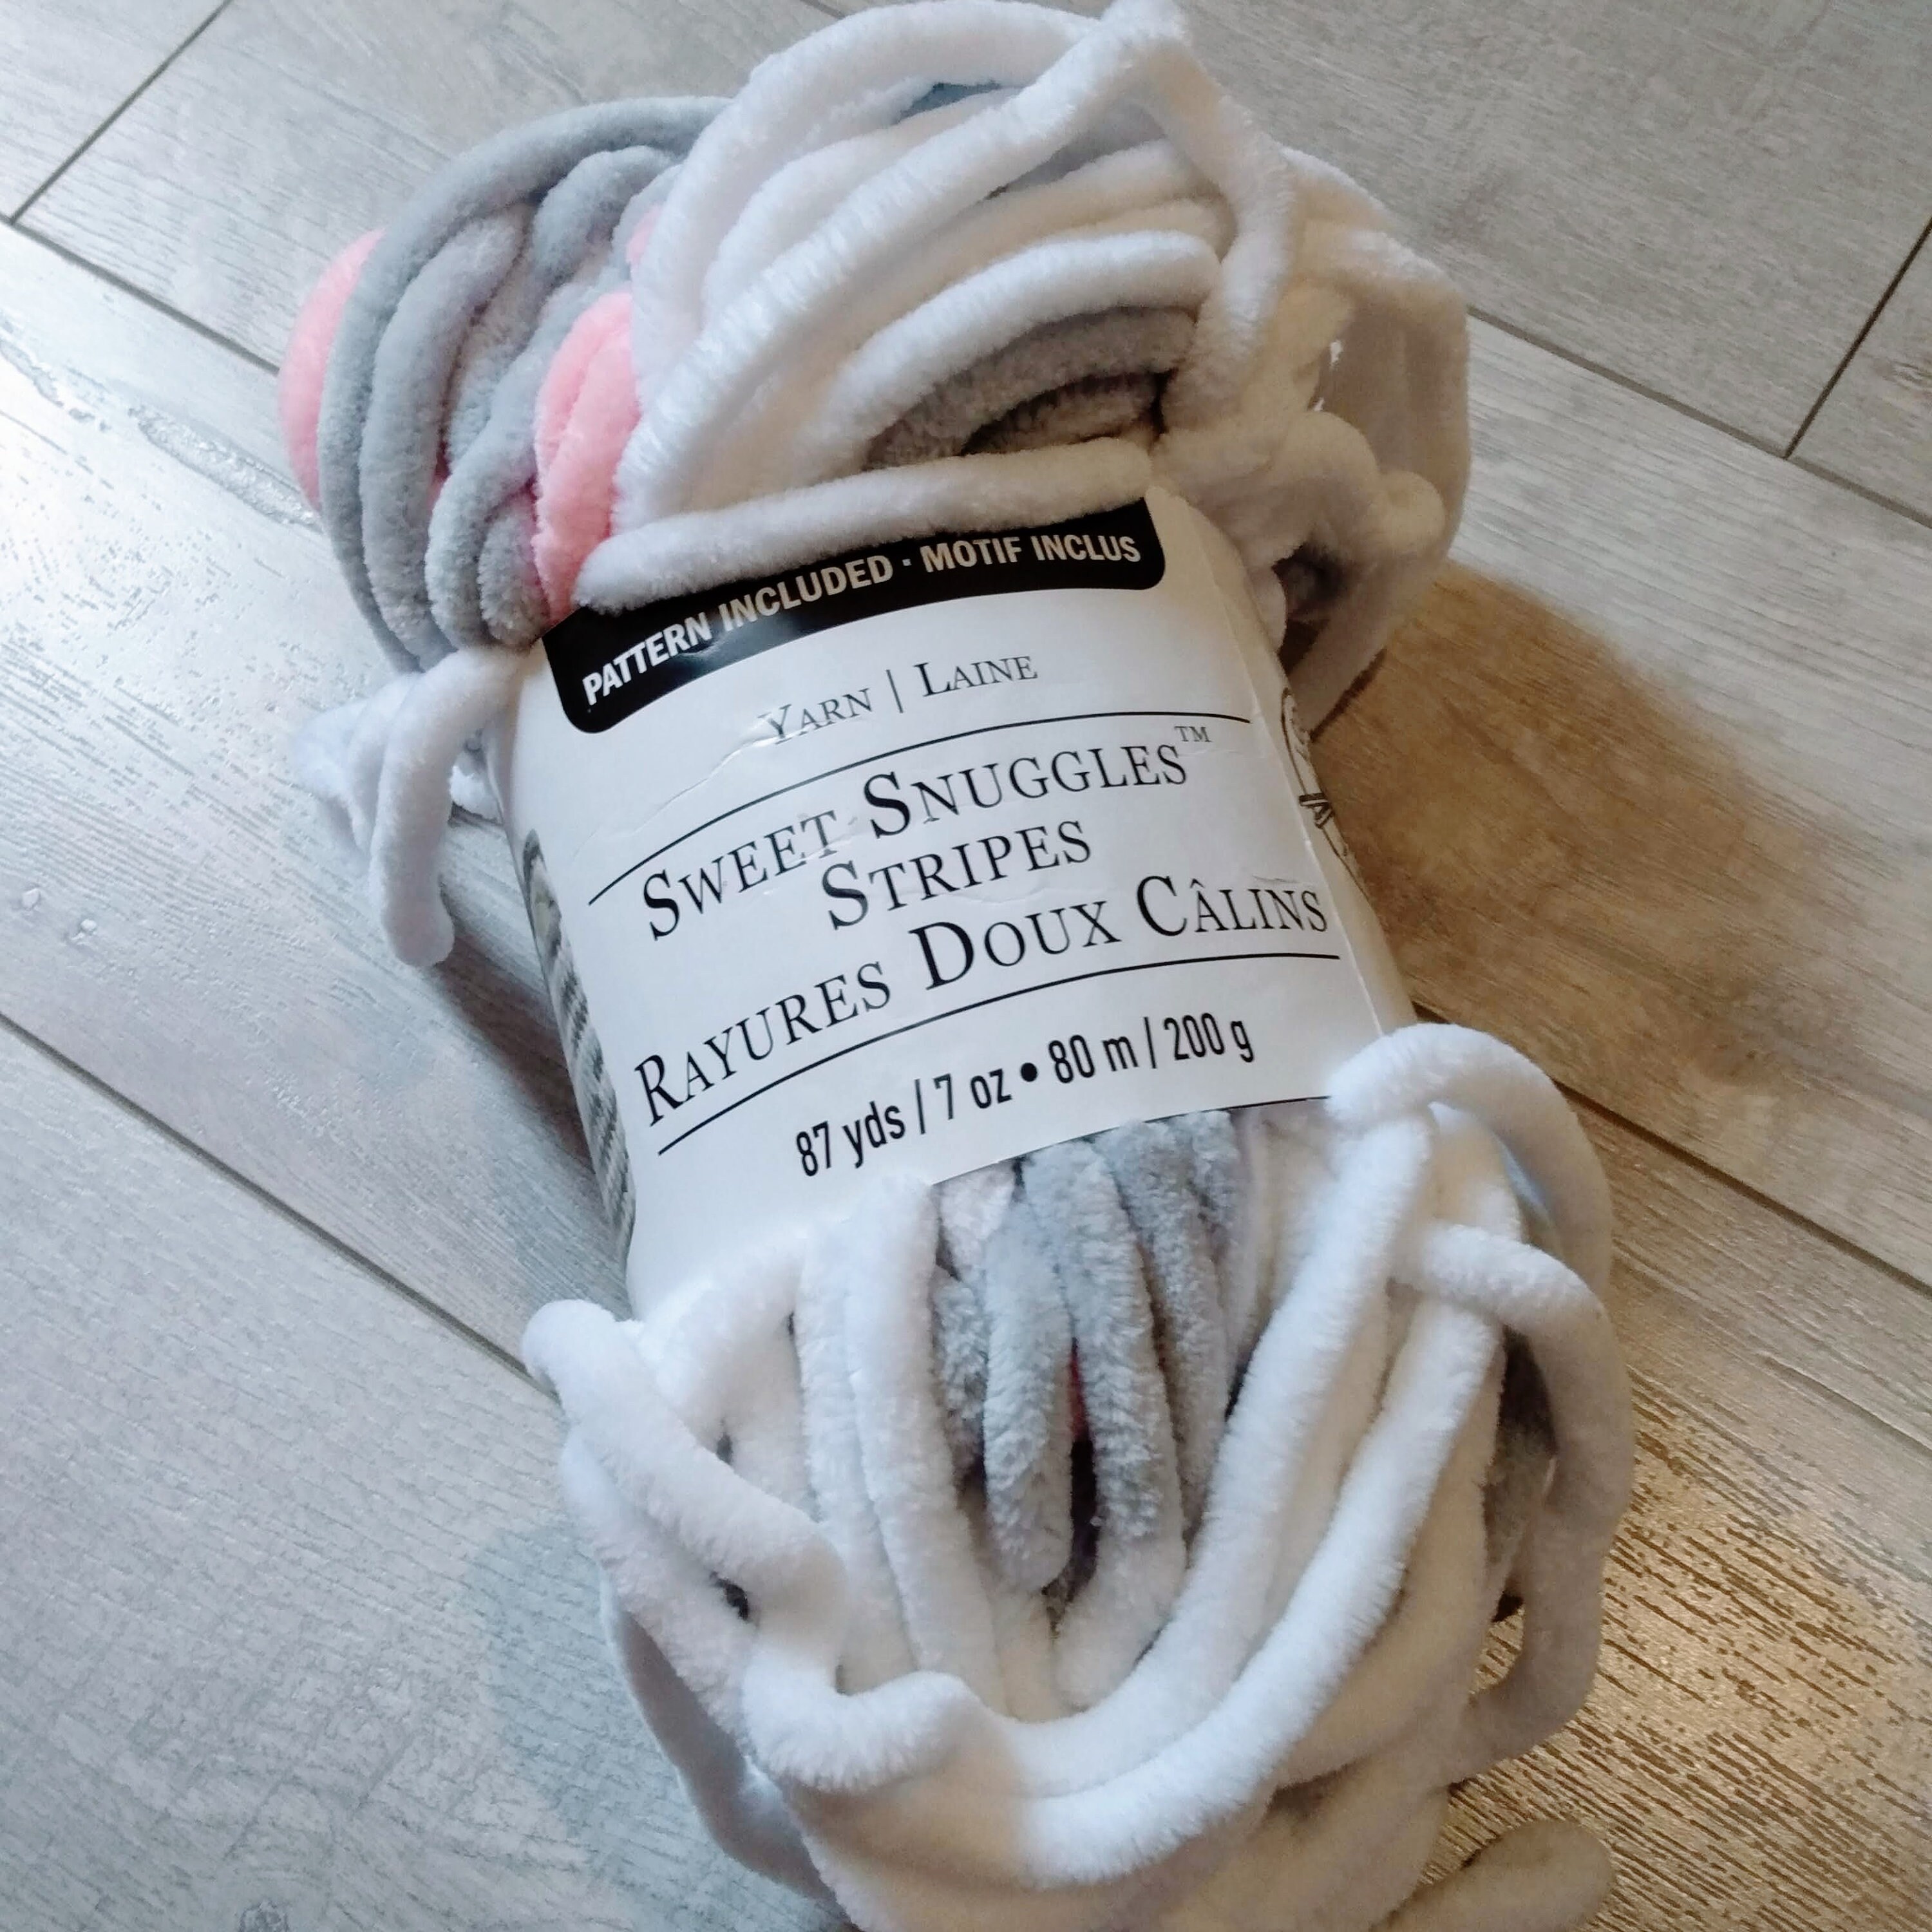 PATTERN INCLUDED · MOTIF INCLUS
YARN | LAINE
SWEET SNUGGLES™
STRIPES
RAYURES DOUX CÂLINS
87 yds / 7 oz • 80 m / 200 g